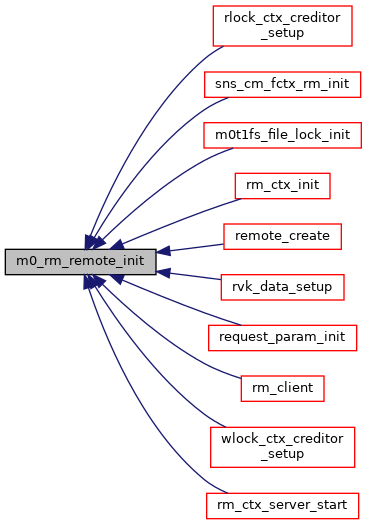 rlock_ctx_creditor
_setup
sns_cm_fctx_rm_init
m0t1fs_file_lock_init
rm_ctx_init
remote_create
m0_rm_remote_init
rvk_data_setup
request_param_init
rm_client
wlock_ctx_creditor
_setup
rm_ctx_server_start